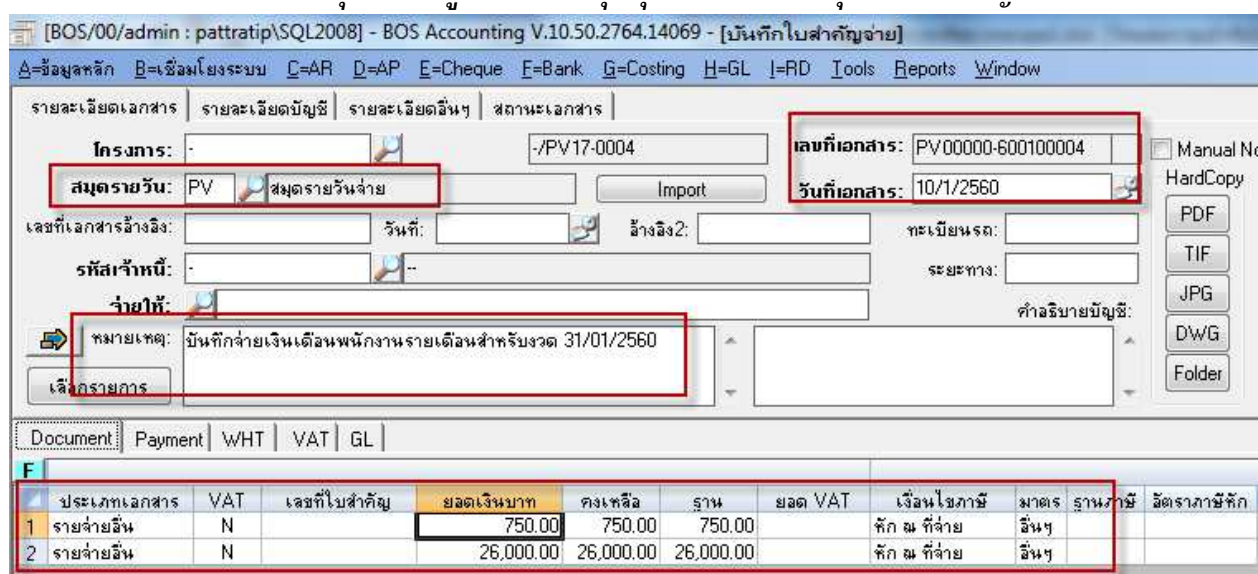 [BOS/00/admin : pattratip\SQL2008] - BOS Accounting V.10.50.2764.14069 - [บันทึกใบสำคัญจ่าย]
A=ข้อมูลหลัก B=เชื่อมโยงระบบ C=AR D=AP E=Cheque F=Bank G=Costing H=GL I=RD Tools Reports Window
รายละเอียดเอกสาร รายละเอียดบัญชี รายละเอียดอื่นๆ สถานะเอกสาร
โครงการ: - -/PV17-0004 เลขที่เอกสาร: PV00000-600100004 Manual No
สมุดรายวัน: PV สมุดรายวันจ่าย Import วันที่เอกสาร: 10/1/2560 HardCopy
เลขที่เอกสารอ้างอิง: วันที่: อ้างอิง2: ทะเบียนรถ: PDF
รหัสเจ้าหนี้: - -- ระยะทาง: TIF
จ่ายให้: คำอธิบายบัญชี: JPG
หมายเหตุ: บันทึกจ่ายเงินเดือนพนักงานรายเดือนสำหรับงวด 31/01/2560 DWG
เลือกรายการ Folder
Document Payment WHT VAT GL
F
ประเภทเอกสาร VAT เลขที่ใบสำคัญ ยอดเงินบาท คงเหลือ ฐาน ยอด VAT เงื่อนไขภาษี มาตร ฐานภาษี อัตราภาษีหัก
1 รายจ่ายอื่น N 750.00 750.00 750.00 หัก ณ ที่จ่าย อื่นๆ
2 รายจ่ายอื่น N 26,000.00 26,000.00 26,000.00 หัก ณ ที่จ่าย อื่นๆ